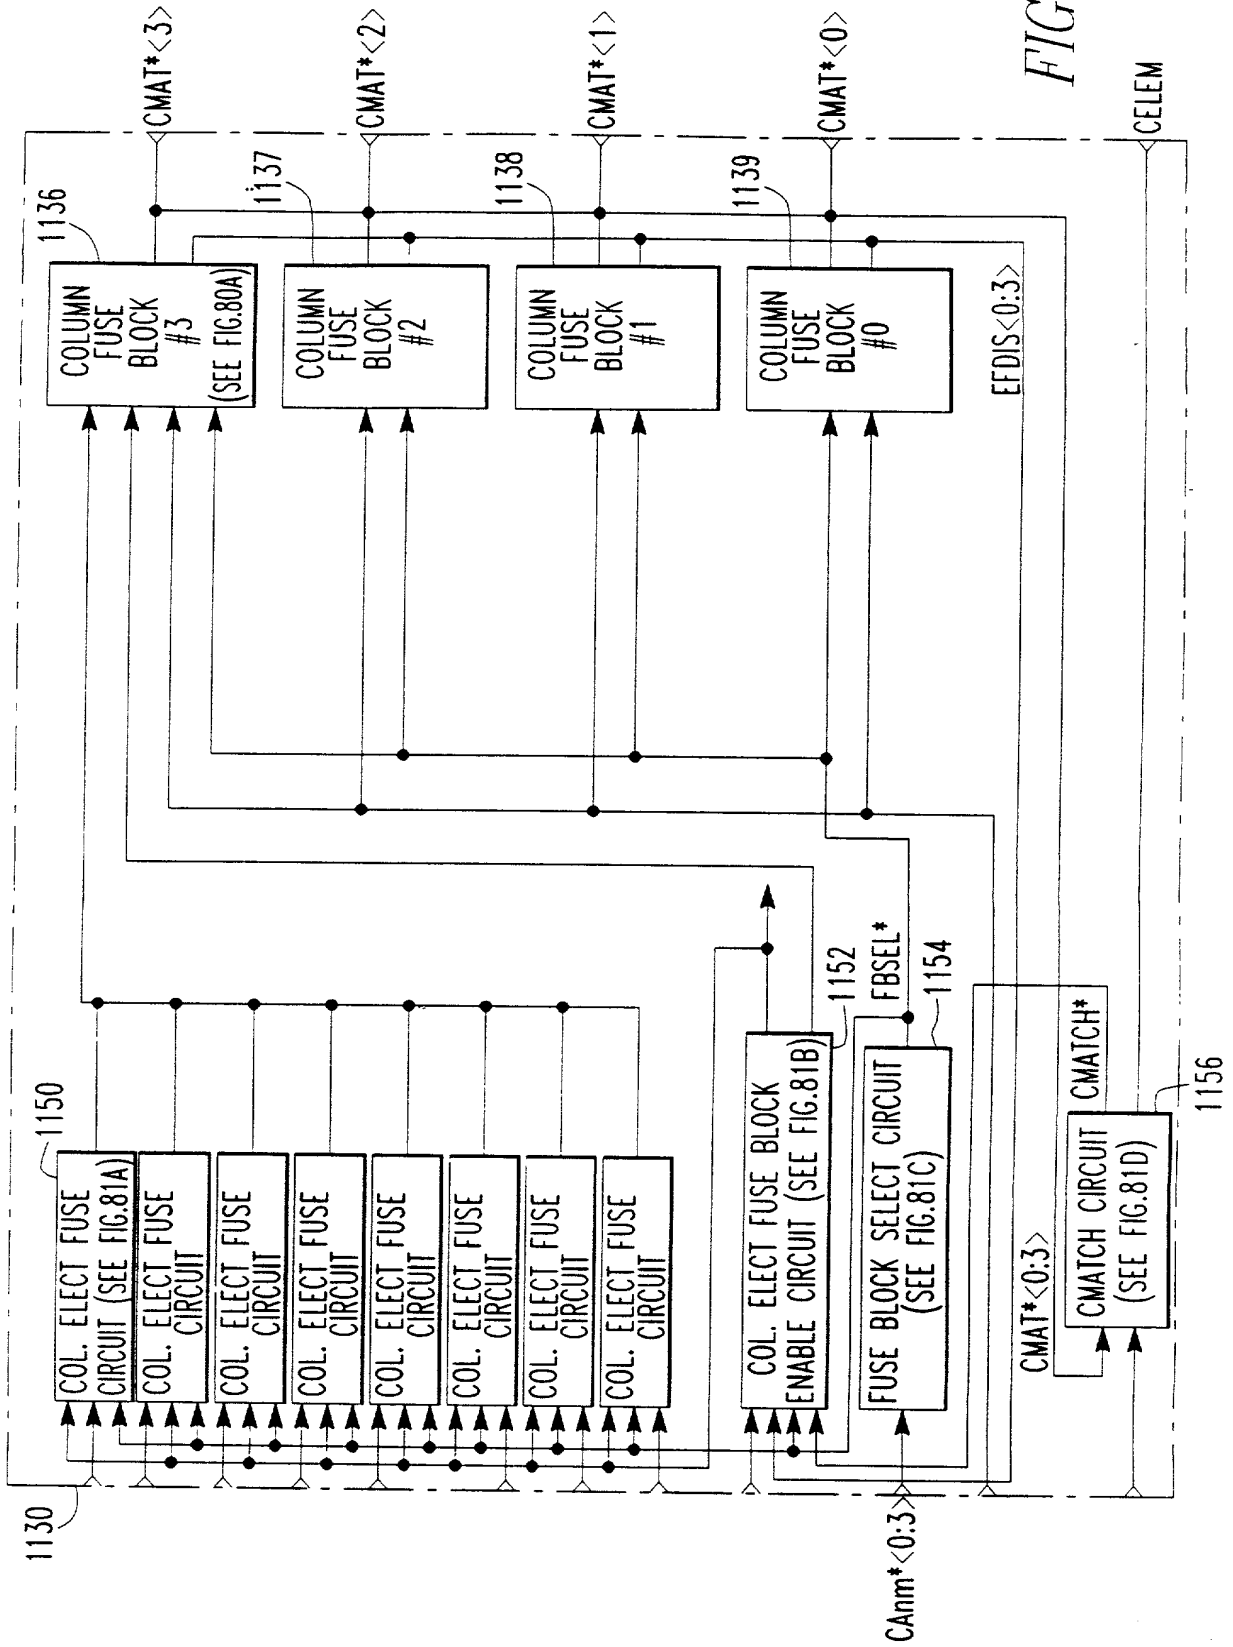 1130
COL. ELECT FUSE
CIRCUIT (SEE FIG.81A)
1150
COL. ELECT FUSE
CIRCUIT
COL. ELECT FUSE
CIRCUIT
COL. ELECT FUSE
CIRCUIT
COL. ELECT FUSE
CIRCUIT
COL. ELECT FUSE
CIRCUIT
COL. ELECT FUSE
CIRCUIT
COL. ELECT FUSE
CIRCUIT
COL. ELECT FUSE BLOCK
ENABLE CIRCUIT (SEE FIG.81B)
1152
FBSEL*
FUSE BLOCK SELECT CIRCUIT
(SEE FIG.81C)
1154
CAnm*<0:3>
CMAT*<0:3>
CMATCH CIRCUIT
(SEE FIG.81D)
CMATCH*
1156
COLUMN
FUSE
BLOCK
#3
(SEE FIG.80A)
1136
CMAT*<3>
COLUMN
FUSE
BLOCK
#2
1137
CMAT*<2>
COLUMN
FUSE
BLOCK
#1
1138
CMAT*<1>
COLUMN
FUSE
BLOCK
#0
1139
CMAT*<0>
EFDIS<0:3>
CELEM
FIG